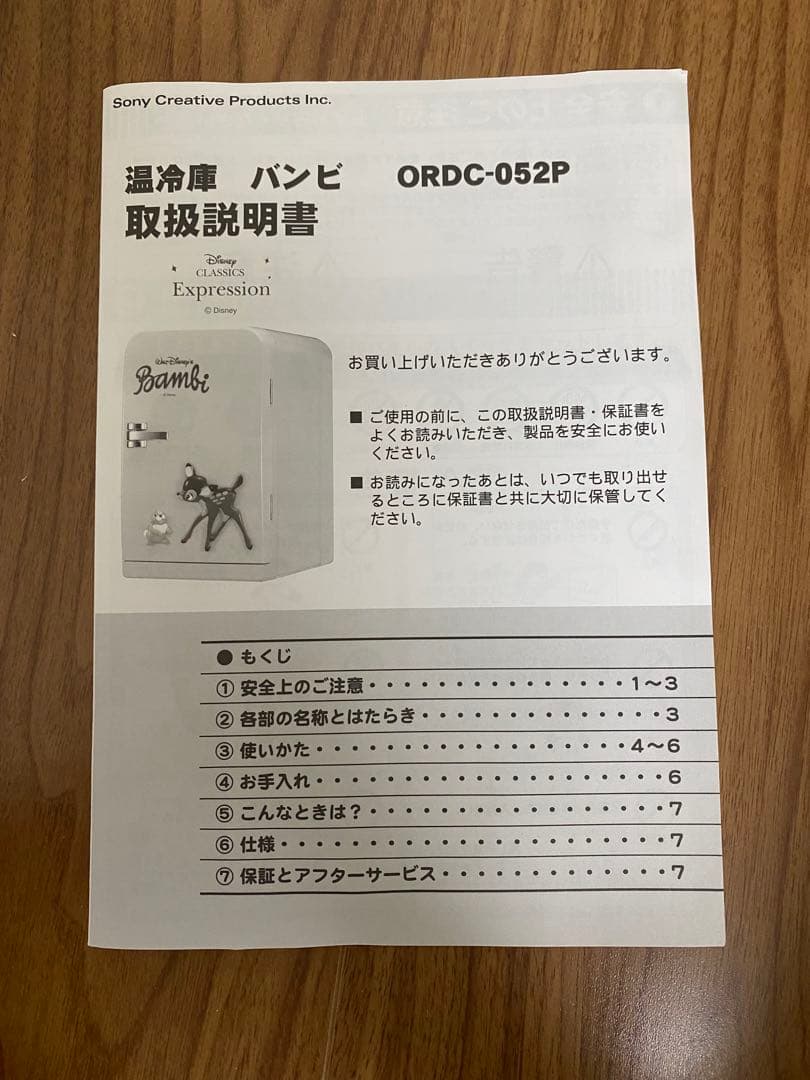 Sony Creative Products Inc.
温冷庫 バンビ ORDC-052P
取扱説明書
Disney
CLASSICS
Expression
© Disney
Walt Disney's
Bambi
お買い上げいただきありがとうございます。
■ ご使用の前に、この取扱説明書・保証書を
よくお読みいただき、製品を安全にお使い
ください。
■ お読みになったあとは、いつでも取り出せ
るところに保証書と共に大切に保管してく
ださい。
● もくじ
① 安全上のご注意・・・・・・・・・・・・・・・・1～3
② 各部の名称とはたらき・・・・・・・・・・・・・3
③ 使いかた・・・・・・・・・・・・・・・・・・4～6
④ お手入れ・・・・・・・・・・・・・・・・・・・6
⑤ こんなときは？・・・・・・・・・・・・・・・・7
⑥ 仕様・・・・・・・・・・・・・・・・・・・・・7
⑦ 保証とアフターサービス・・・・・・・・・・・・7